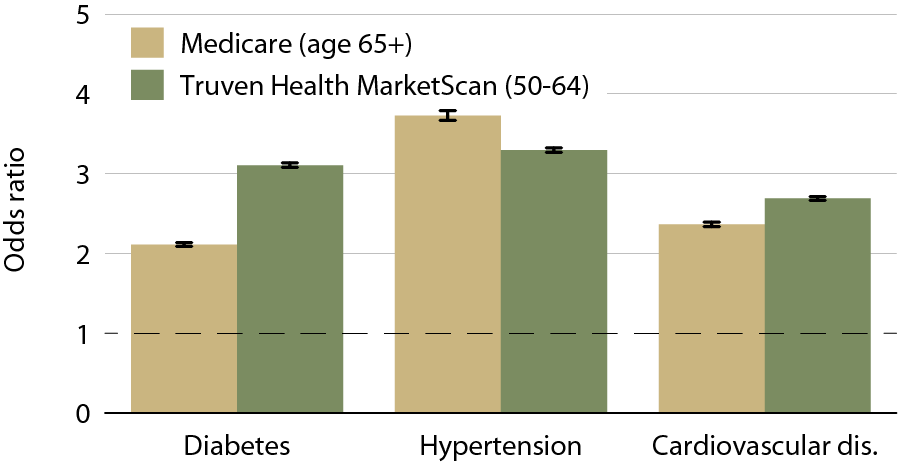 5
Medicare (age 65+)
Truven Health MarketScan (50-64)
4
3
2
1
0
Odds ratio
Diabetes
Hypertension
Cardiovascular dis.